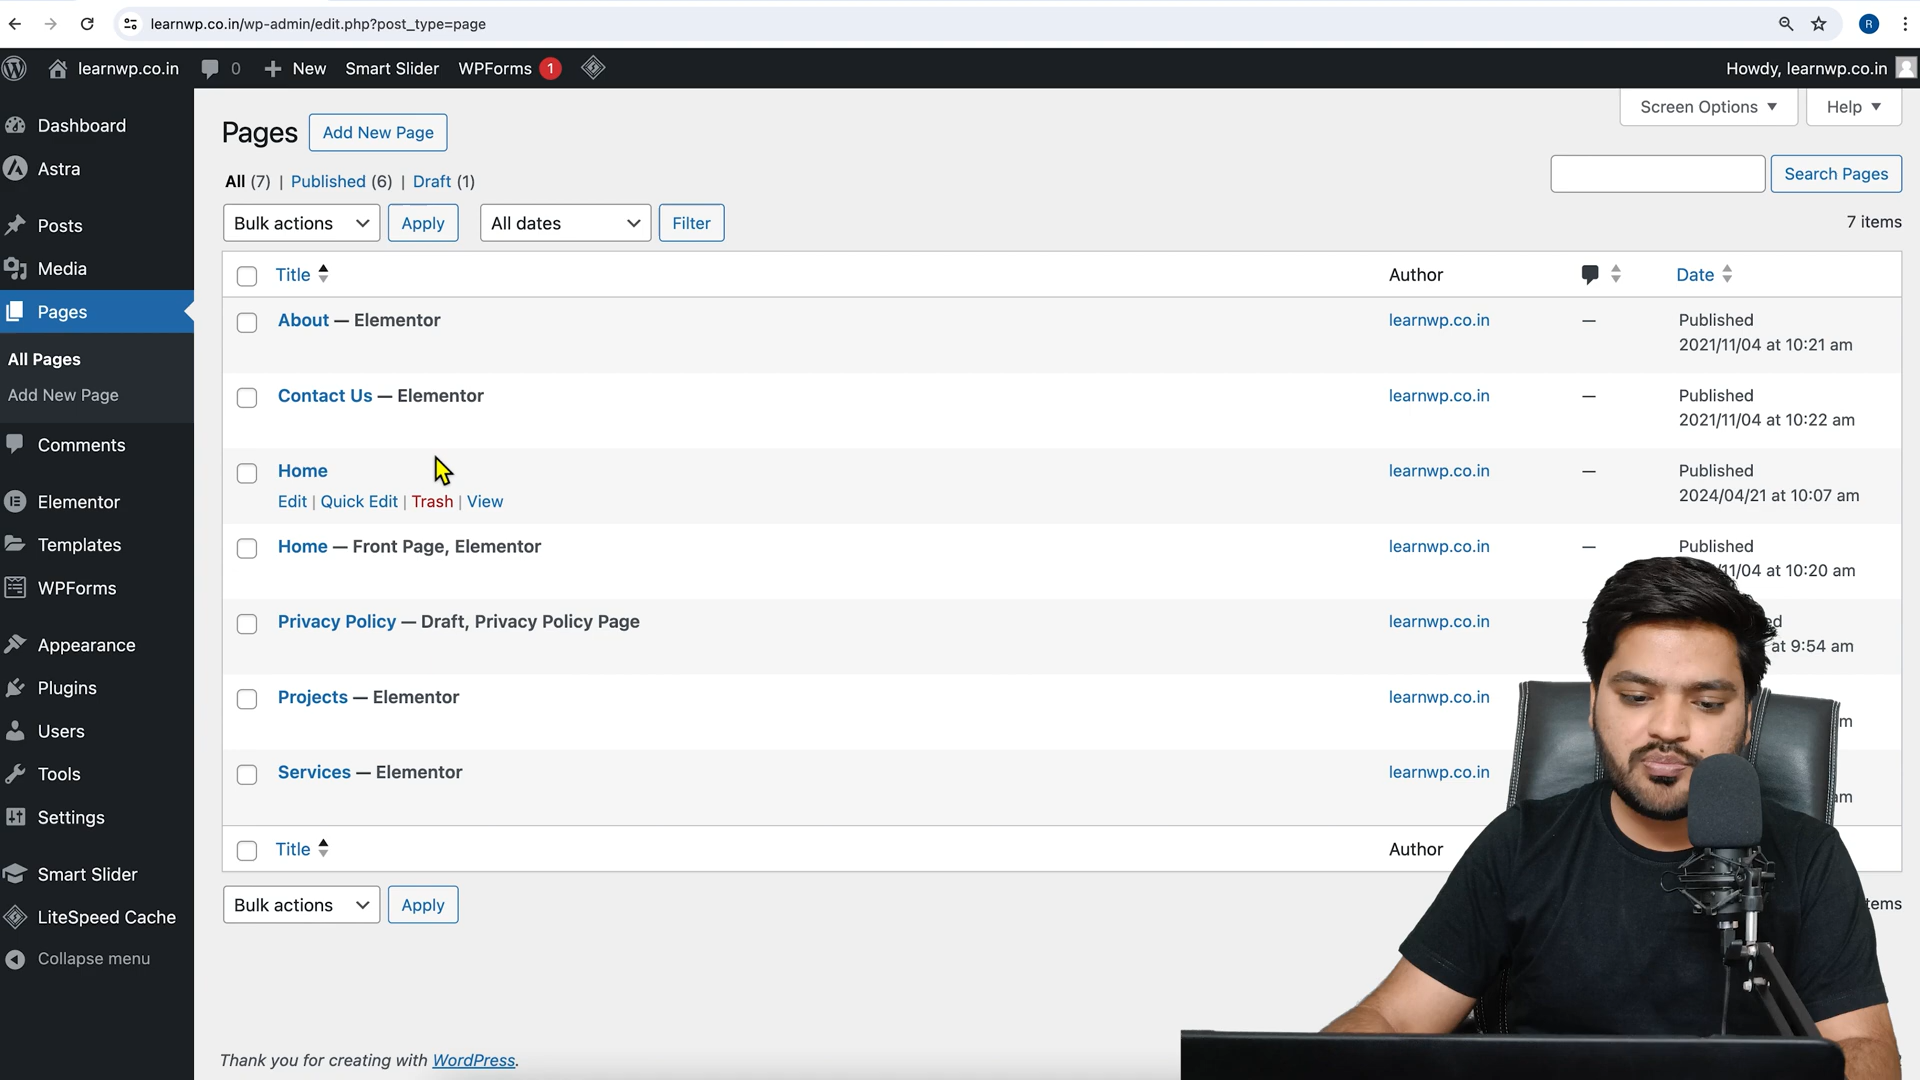 learnwp.co.in/wp-admin/edit.php?post_type=page
R
learnwp.co.in
0
New
Smart Slider
WPForms
1
Howdy, learnwp.co.in
Dashboard
Astra
Posts
Media
Pages
All Pages
Add New Page
Comments
Elementor
Templates
WPForms
Appearance
Plugins
Users
Tools
Settings
Smart Slider
LiteSpeed Cache
Collapse menu
Screen Options
Help
Pages
Add New Page
All (7) | Published (6) | Draft (1)
Search Pages
Bulk actions
Apply
All dates
Filter
7 items
Title
Author
Date
About — Elementor
learnwp.co.in
—
Published
2021/11/04 at 10:21 am
Contact Us — Elementor
learnwp.co.in
—
Published
2021/11/04 at 10:22 am
Home
learnwp.co.in
—
Published
2024/04/21 at 10:07 am
Edit | Quick Edit | Trash | View
Home — Front Page, Elementor
learnwp.co.in
—
Published
11/04 at 10:20 am
Privacy Policy — Draft, Privacy Policy Page
learnwp.co.in
at 9:54 am
Projects — Elementor
learnwp.co.in
Services — Elementor
learnwp.co.in
Title
Author
Bulk actions
Apply
Thank you for creating with WordPress.